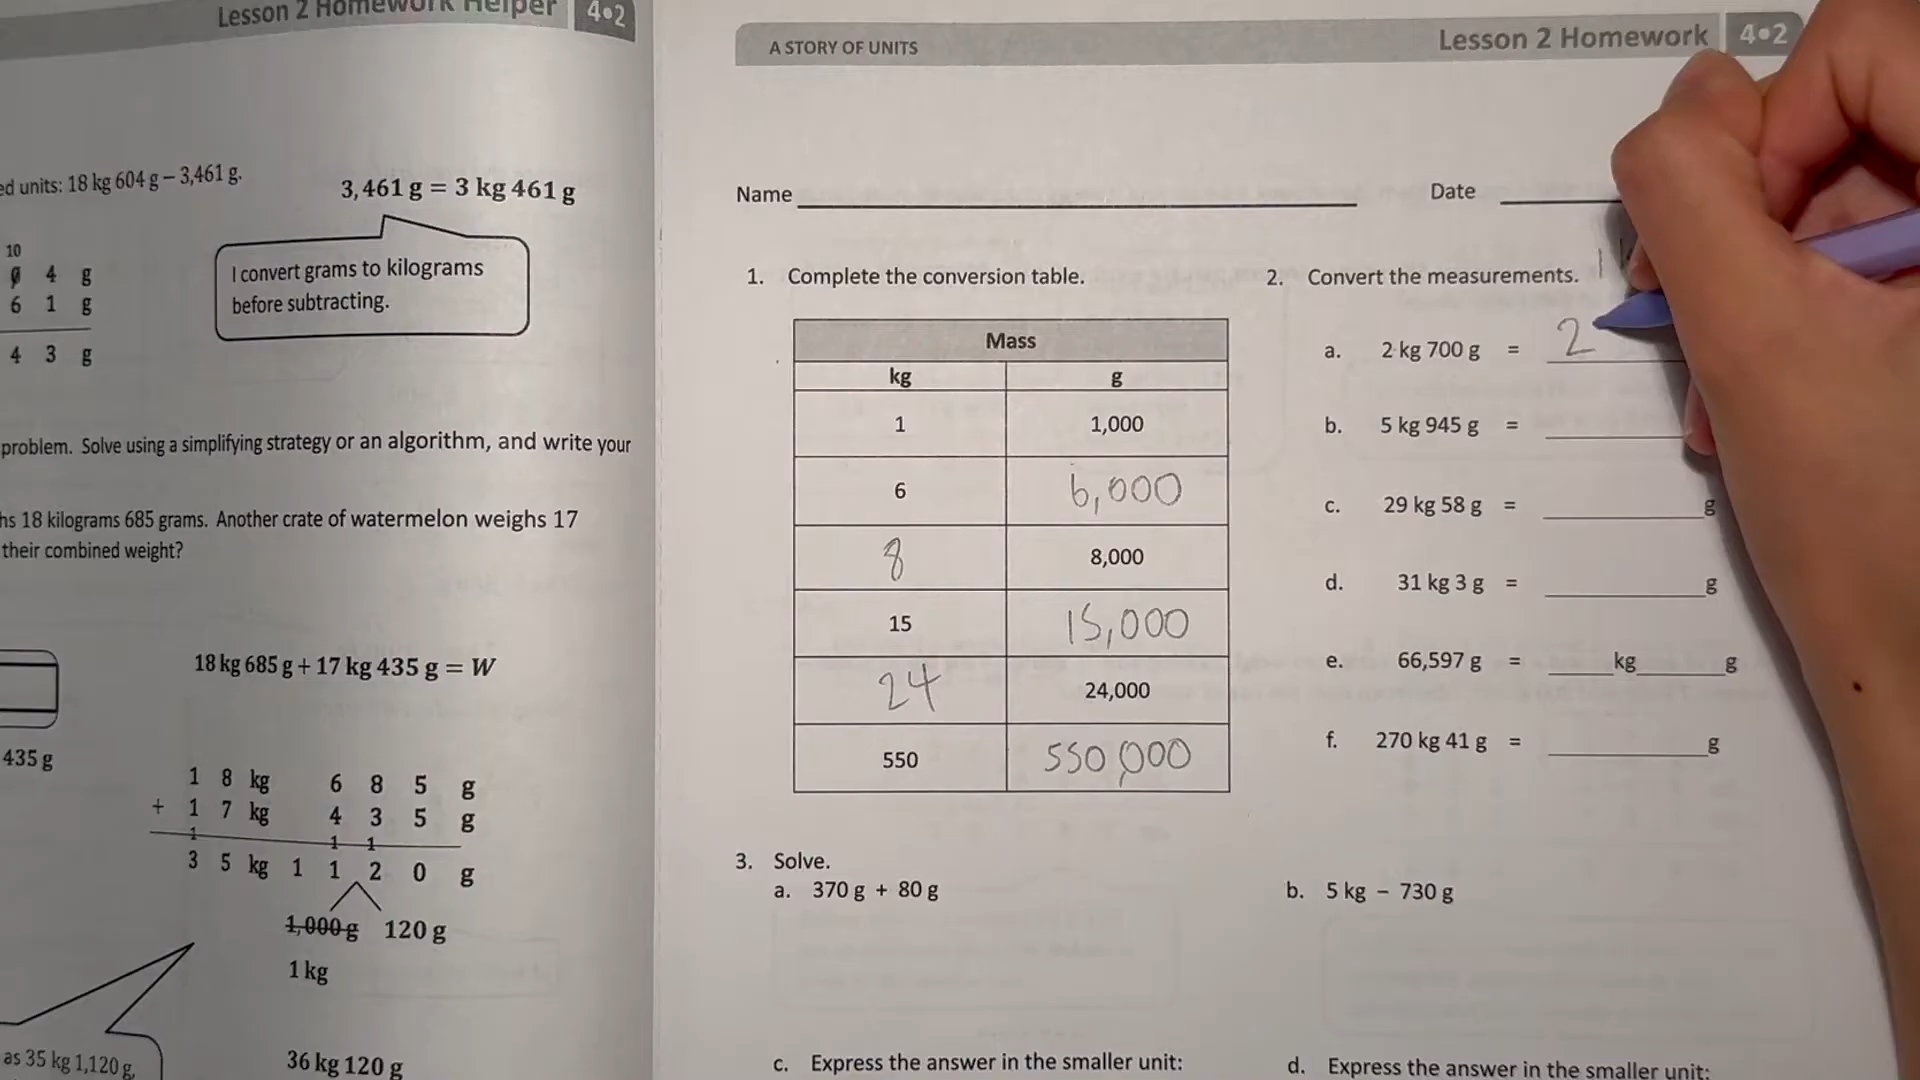 Lesson 2 Homework Helper 4•2
ed units: 18 kg 604 g – 3,461 g.
3,461 g = 3 kg 461 g
10
0 4 g
6 1 g
4 3 g
I convert grams to kilograms
before subtracting.
problem. Solve using a simplifying strategy or an algorithm, and write your
hs 18 kilograms 685 grams. Another crate of watermelon weighs 17
their combined weight?
18 kg 685 g + 17 kg 435 g = W
435 g
1 8 kg 6 8 5 g
+ 1 7 kg 4 3 5 g
1 1 1
3 5 kg 1 1 2 0 g
1,000 g 120 g
1 kg
as 35 kg 1,120 g,
36 kg 120 g
A STORY OF UNITS
Lesson 2 Homework 4•2
Name
Date
1. Complete the conversion table.
Mass
kg g
1 1,000
6 6,000
8 8,000
15 15,000
24 24,000
550 550,000
2. Convert the measurements. 1
a. 2 kg 700 g = 2
b. 5 kg 945 g =
c. 29 kg 58 g = g
d. 31 kg 3 g = g
e. 66,597 g = kg g
f. 270 kg 41 g = g
3. Solve.
a. 370 g + 80 g
b. 5 kg – 730 g
c. Express the answer in the smaller unit:
d. Express the answer in the smaller unit: